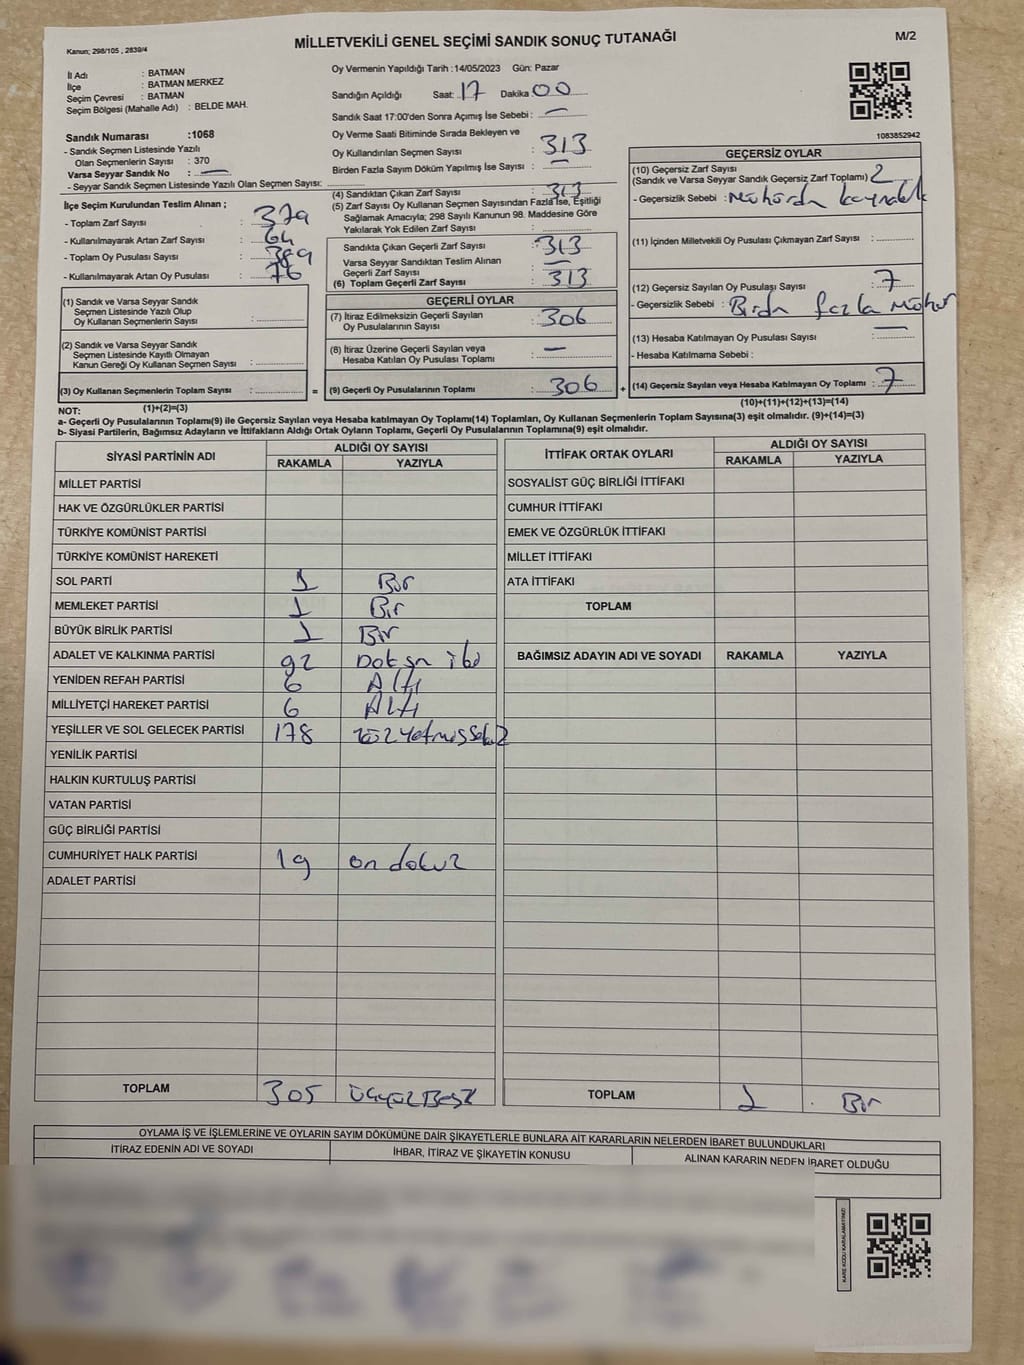 Kanun; 298/105 , 2839/4
MİLLETVEKİLİ GENEL SEÇİMİ SANDIK SONUÇ TUTANAĞI
M/2
İl Adı : BATMAN
İlçe : BATMAN MERKEZ
Seçim Çevresi : BATMAN
Seçim Bölgesi (Mahalle Adı) : BELDE MAH.
Sandık Numarası :1068
- Sandık Seçmen Listesinde Yazılı
Olan Seçmenlerin Sayısı : 370
Varsa Seyyar Sandık No : —
- Seyyar Sandık Seçmen Listesinde Yazılı Olan Seçmen Sayısı:
İlçe Seçim Kurulundan Teslim Alınan ;
- Toplam Zarf Sayısı : 379
- Kullanılmayarak Artan Zarf Sayısı : 64
- Toplam Oy Pusulası Sayısı : 389
- Kullanılmayarak Artan Oy Pusulası : 76
(1) Sandık ve Varsa Seyyar Sandık
Seçmen Listesinde Yazılı Olup
Oy Kullanan Seçmenlerin Sayısı :
(2) Sandık ve Varsa Seyyar Sandık
Seçmen Listesinde Kayıtlı Olmayan
Kanun Gereği Oy Kullanan Seçmen Sayısı :
(3) Oy Kullanan Seçmenlerin Toplam Sayısı :
(1)+(2)=(3)
Oy Vermenin Yapıldığı Tarih :14/05/2023 Gün: Pazar
Sandığın Açıldığı Saat: 17 Dakika 00
Sandık Saat 17:00'den Sonra Açımış İse Sebebi : —
Oy Verme Saati Bitiminde Sırada Bekleyen ve
Oy Kullandırılan Seçmen Sayısı : 313
Birden Fazla Sayım Döküm Yapılmış İse Sayısı : —
(4) Sandıktan Çıkan Zarf Sayısı : 313
(5) Zarf Sayısı Oy Kullanan Seçmen Sayısından Fazla İse, Eşitliği
Sağlamak Amacıyla; 298 Sayılı Kanunun 98. Maddesine Göre
Yakılarak Yok Edilen Zarf Sayısı :
Sandıkta Çıkan Geçerli Zarf Sayısı : 313
Varsa Seyyar Sandıktan Teslim Alınan
Geçerli Zarf Sayısı : —
(6) Toplam Geçerli Zarf Sayısı : 313
GEÇERLİ OYLAR
(7) İtiraz Edilmeksizin Geçerli Sayılan
Oy Pusulalarının Sayısı : 306
(8) İtiraz Üzerine Geçerli Sayılan veya
Hesaba Katılan Oy Pusulası Toplamı : —
= (9) Geçerli Oy Pusulalarının Toplamı : 306 +
1083852942
GEÇERSİZ OYLAR
(10) Geçersiz Zarf Sayısı
(Sandık ve Varsa Seyyar Sandık Geçersiz Zarf Toplamı) 2
- Geçersizlik Sebebi :
(11) İçinden Milletvekili Oy Pusulası Çıkmayan Zarf Sayısı :
(12) Geçersiz Sayılan Oy Pusulası Sayısı : 7
- Geçersizlik Sebebi : Birdn fazla Mühür
(13) Hesaba Katılmayan Oy Pusulası Sayısı : —
- Hesaba Katılmama Sebebi :
(14) Geçersiz Sayılan veya Hesaba Katılmayan Oy Toplamı : 7
(10)+(11)+(12)+(13)=(14)
NOT:
a- Geçerli Oy Pusulalarının Toplamı(9) ile Geçersiz Sayılan veya Hesaba katılmayan Oy Toplamı(14) Toplamları, Oy Kullanan Seçmenlerin Toplam Sayısına(3) eşit olmalıdır. (9)+(14)=(3)
b- Siyasi Partilerin, Bağımsız Adayların ve İttifakların Aldığı Ortak Oyların Toplamı, Geçerli Oy Pusulalarının Toplamına(9) eşit olmalıdır.
SİYASİ PARTİNİN ADI ALDIĞI OY SAYISI
RAKAMLA YAZIYLA
MİLLET PARTİSİ
HAK VE ÖZGÜRLÜKLER PARTİSİ
TÜRKİYE KOMÜNİST PARTİSİ
TÜRKİYE KOMÜNİST HAREKETİ
SOL PARTİ 1 Bir
MEMLEKET PARTİSİ 1 Bir
BÜYÜK BİRLİK PARTİSİ 1 Bir
ADALET VE KALKINMA PARTİSİ 92 Doksan iki
YENİDEN REFAH PARTİSİ 6 Altı
MİLLİYETÇİ HAREKET PARTİSİ 6 Altı
YEŞİLLER VE SOL GELECEK PARTİSİ 178 Yüz Yetmiş Sekiz
YENİLİK PARTİSİ
HALKIN KURTULUŞ PARTİSİ
VATAN PARTİSİ
GÜÇ BİRLİĞİ PARTİSİ
CUMHURİYET HALK PARTİSİ 19 on dokuz
ADALET PARTİSİ
TOPLAM 305 üçyüz Beş
İTTİFAK ORTAK OYLARI ALDIĞI OY SAYISI
RAKAMLA YAZIYLA
SOSYALİST GÜÇ BİRLİĞİ İTTİFAKI
CUMHUR İTTİFAKI
EMEK VE ÖZGÜRLÜK İTTİFAKI
MİLLET İTTİFAKI
ATA İTTİFAKI
TOPLAM
BAĞIMSIZ ADAYIN ADI VE SOYADI RAKAMLA YAZIYLA
TOPLAM 1 Bir
OYLAMA İŞ VE İŞLEMLERİNE VE OYLARIN SAYIM DÖKÜMÜNE DAİR ŞİKAYETLERLE BUNLARA AİT KARARLARIN NELERDEN İBARET BULUNDUKLARI
İTİRAZ EDENİN ADI VE SOYADI İHBAR, İTİRAZ VE ŞİKAYETİN KONUSU ALINAN KARARIN NEDEN İBARET OLDUĞU
KARE KODU KARALAMAYINIZ!